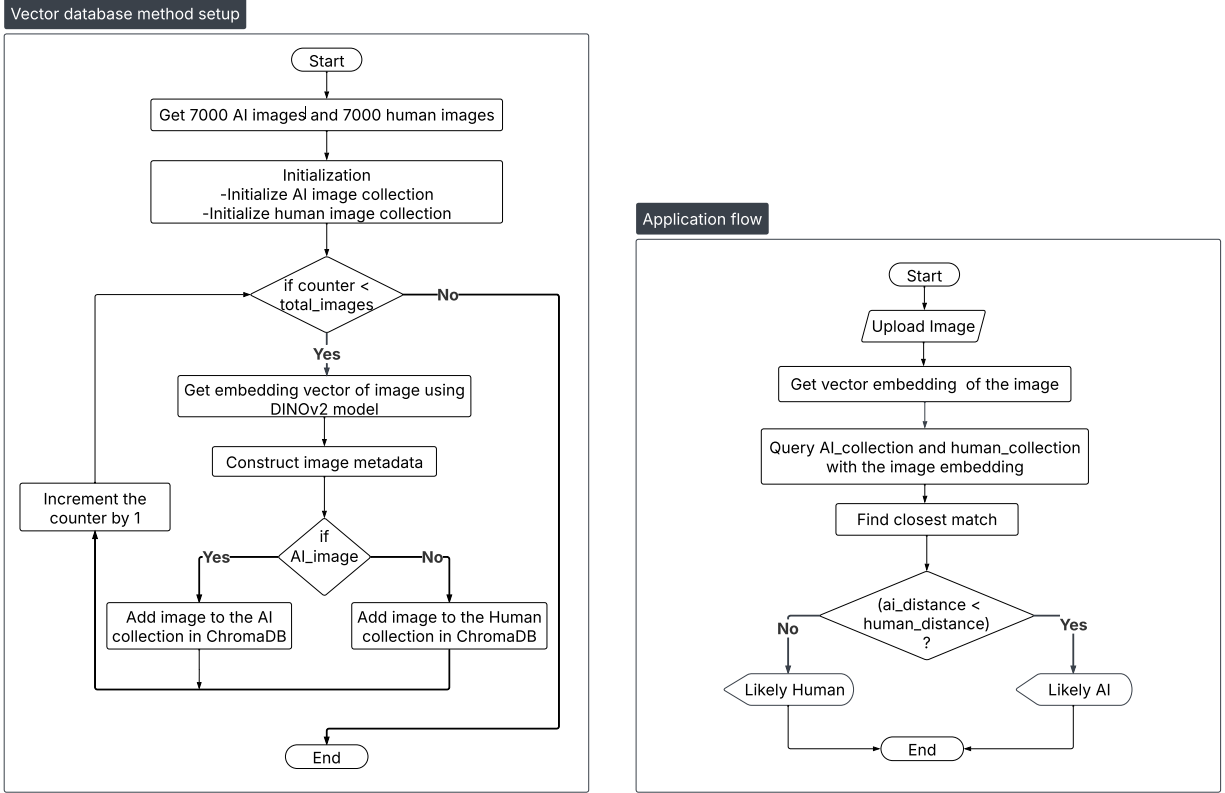 Vector database method setup
Start
Get 7000 AI images and 7000 human images
Initialization
-Initialize AI image collection
-Initialize human image collection
if counter <
total_images
No
Yes
Get embedding vector of image using
DINOv2 model
Construct image metadata
Increment the
counter by 1
if
AI_image
Yes
No
Add image to the AI
collection in ChromaDB
Add image to the Human
collection in ChromaDB
End
Application flow
Start
Upload Image
Get vector embedding  of the image
Query AI_collection and human_collection
with the image embedding
Find closest match
(ai_distance <
human_distance)
?
No
Yes
Likely Human
Likely AI
End